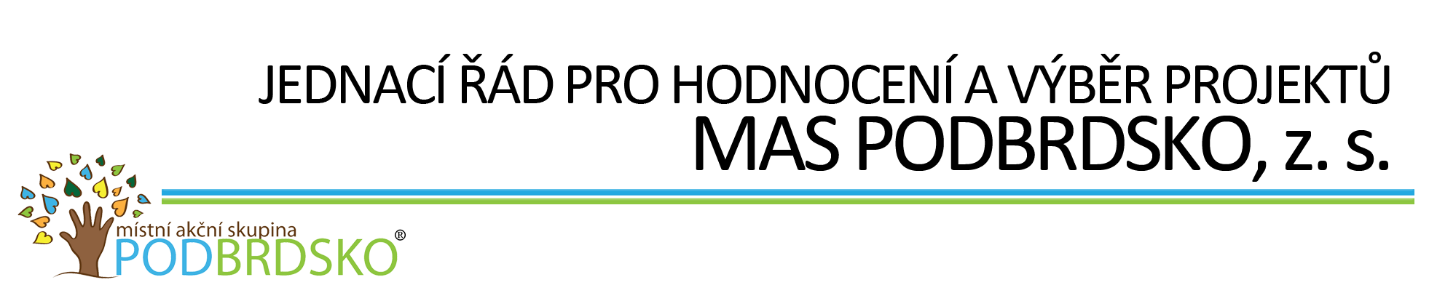 JEDNACÍ ŘÁD PRO HODNOCENÍ A VÝBĚR PROJEKTŮ
MAS PODBRDSKO, z. s.
místní akční skupina
PODBRDSKO®